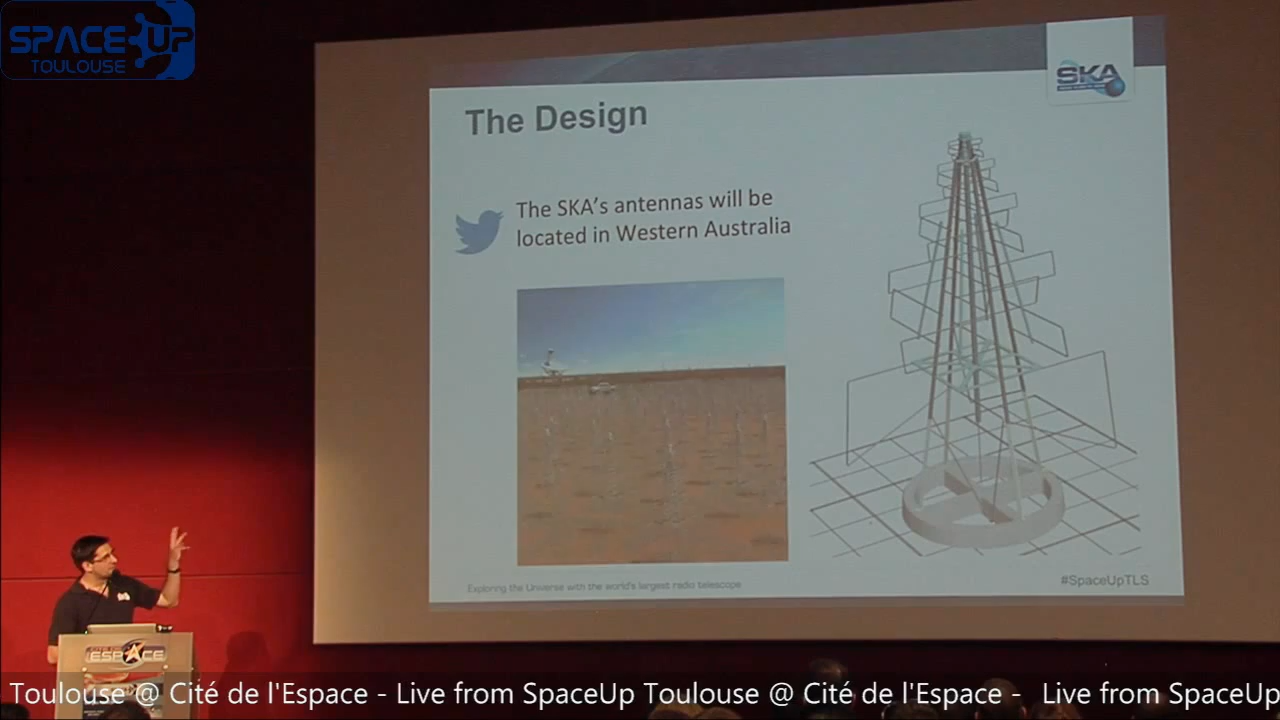 SPACE UP
TOULOUSE
SKA
The Design
The SKA's antennas will be
located in Western Australia
Exploring the Universe with the world's largest radio telescope
#SpaceUpTLS
ESPACE
Toulouse @ Cité de l'Espace - Live from SpaceUp Toulouse @ Cité de l'Espace - Live from SpaceUp